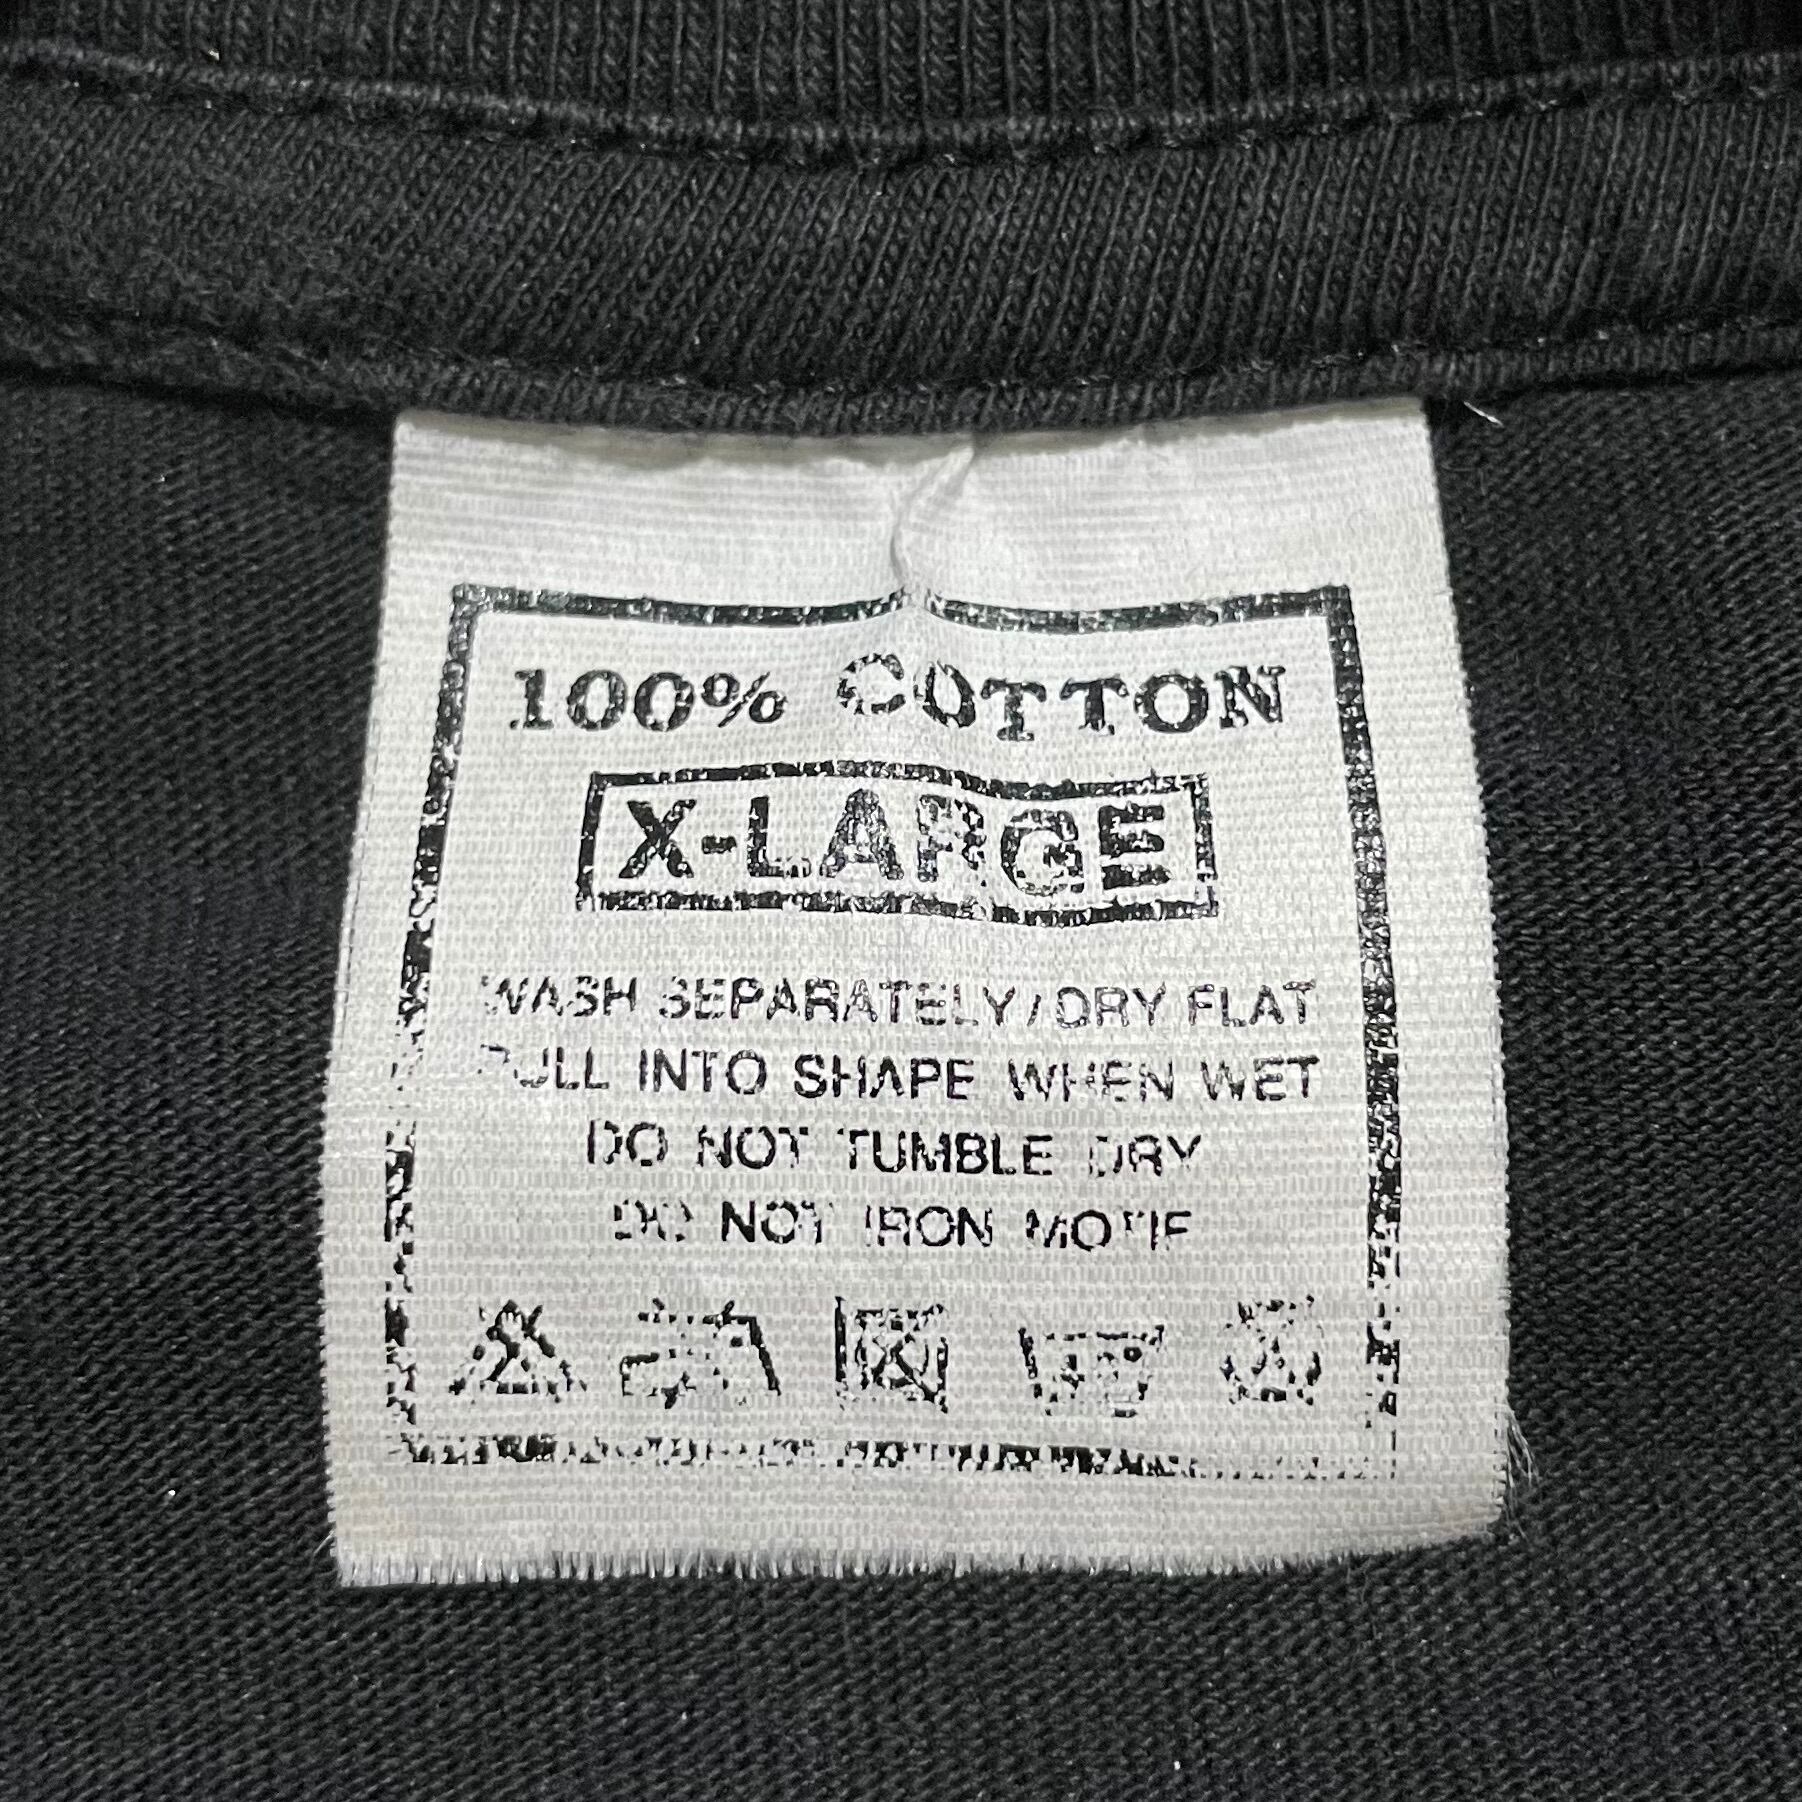 100% COTTON
X-LARGE
WASH SEPARATELY/DRY FLAT
PULL INTO SHAPE WHEN WET
DO NOT TUMBLE DRY
DO NOT IRON MOTIF